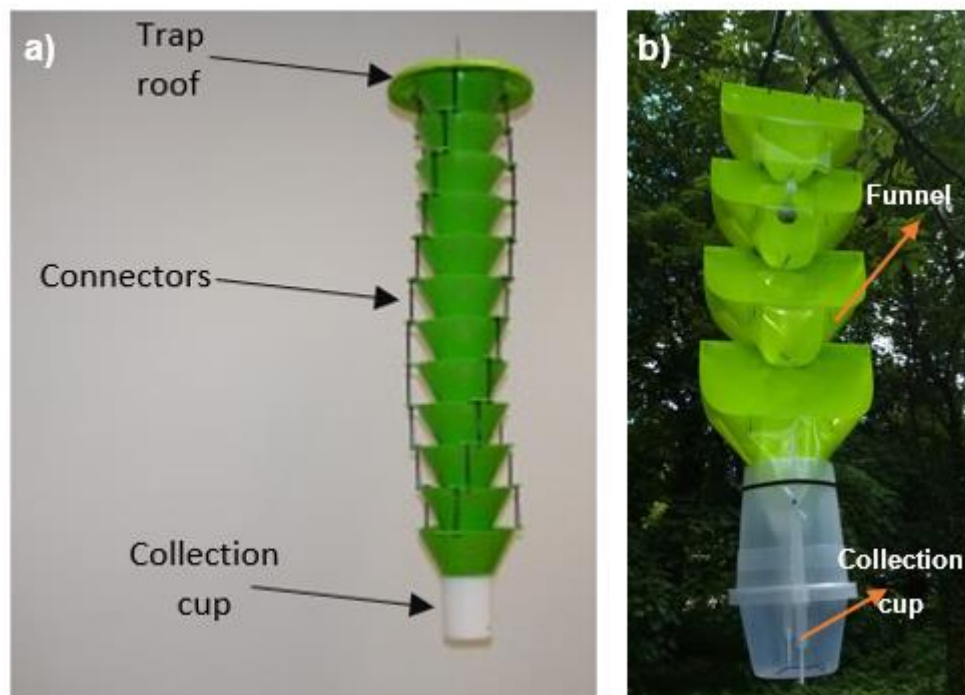 a)
Trap
roof
Connectors
Collection
cup
b)
Funnel
Collection
cup